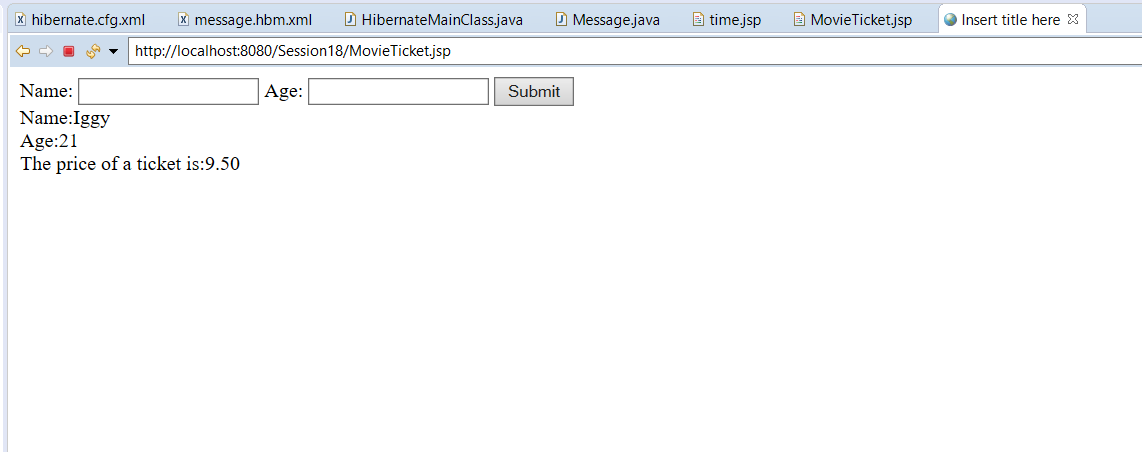 hibernate.cfg.xml message.hbm.xml HibernateMainClass.java Message.java time.jsp MovieTicket.jsp Insert title here
http://localhost:8080/Session18/MovieTicket.jsp
Name: Age: Submit
Name:Iggy
Age:21
The price of a ticket is:9.50